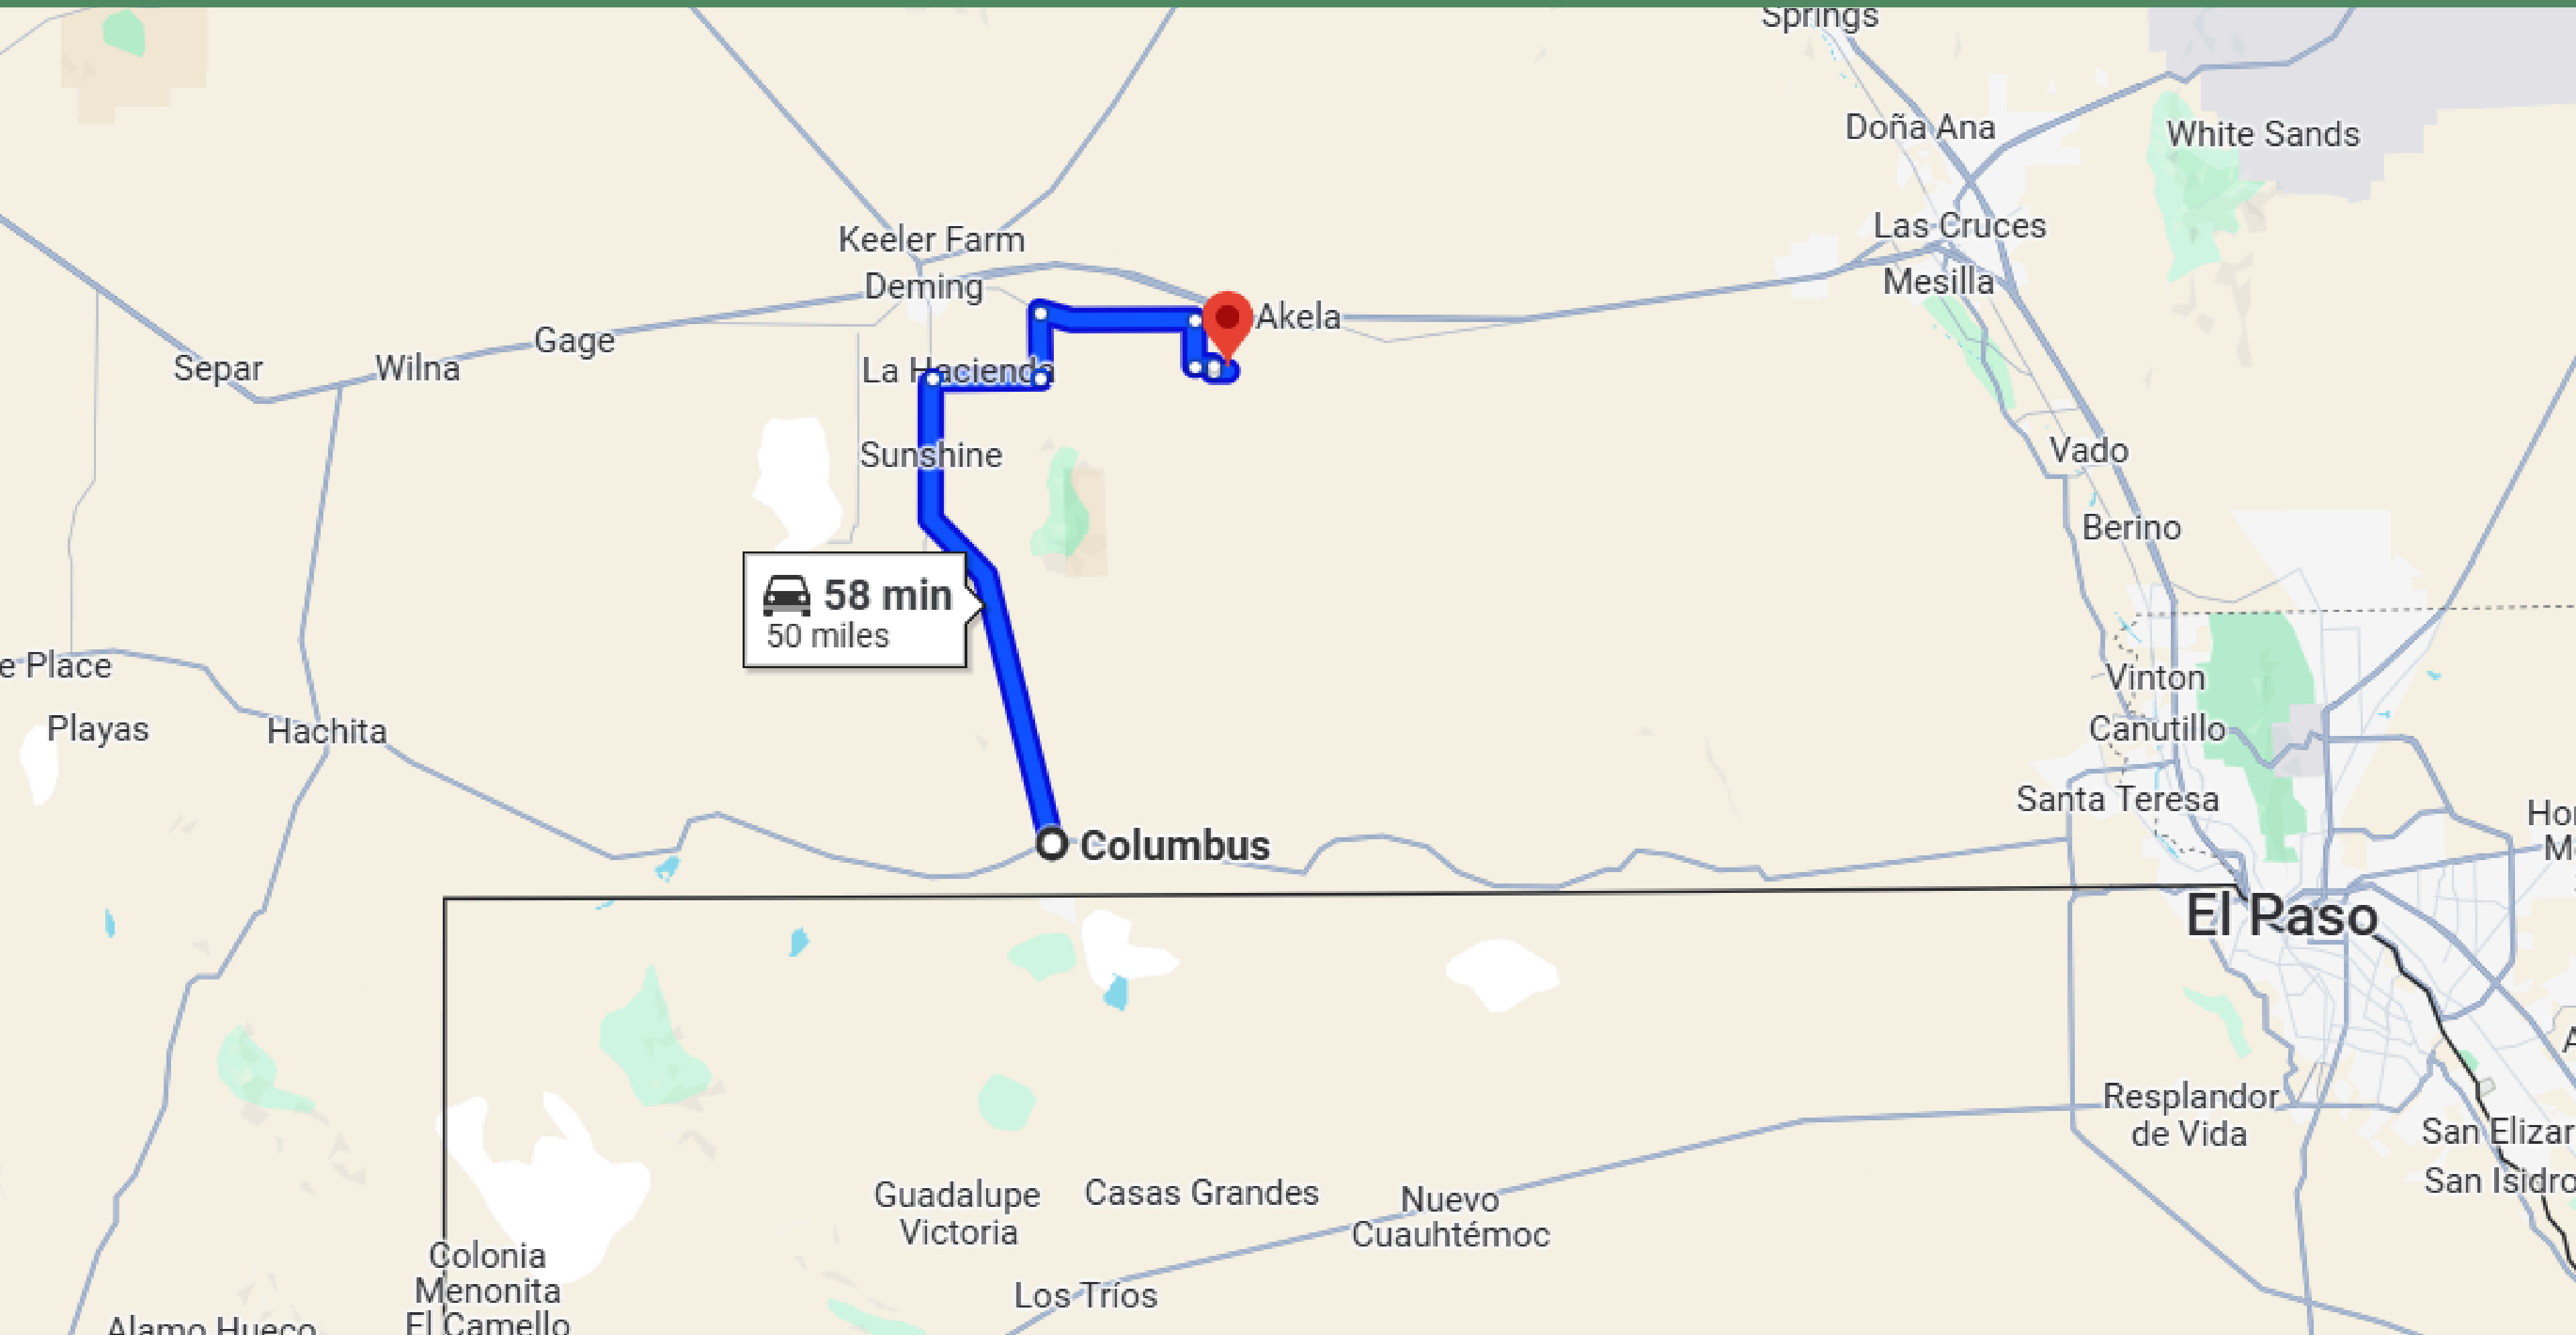 Springs
Doña Ana
White Sands
Las Cruces
Keeler Farm
Deming
Mesilla
Akela
Gage
Separ
Wilna
La Hacienda
Sunshine
Vado
Berino
58 min
50 miles
e Place
Playas
Hachita
Vinton
Canutillo
Santa Teresa
Columbus
El Paso
Resplandor
de Vida
San Elizar
San Isidro
Guadalupe
Victoria
Casas Grandes
Nuevo
Cuauhtémoc
Colonia
Menonita
El Camello
Los Tríos
Alamo Hueco